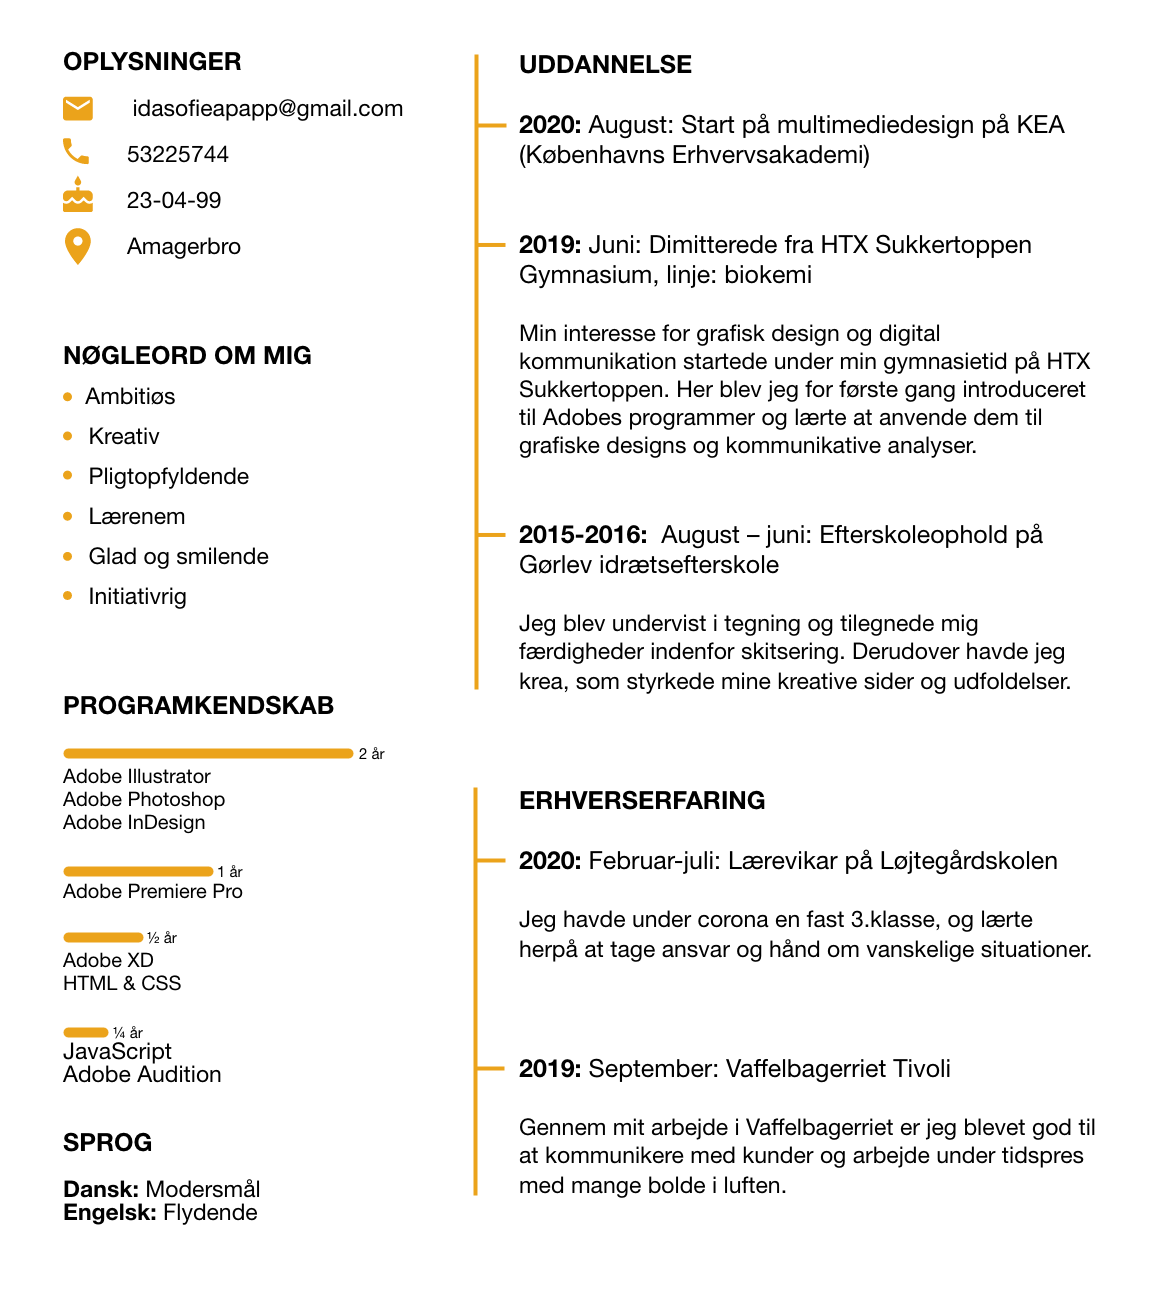 OPLYSNINGER
idasofieapapp@gmail.com
53225744
23-04-99
Amagerbro
NØGLEORD OM MIG
Ambitiøs
Kreativ
Pligtopfyldende
Lærenem
Glad og smilende
Initiativrig
PROGRAMKENDSKAB
2 år
Adobe Illustrator
Adobe Photoshop
Adobe InDesign
1 år
Adobe Premiere Pro
½ år
Adobe XD
HTML & CSS
¼ år
JavaScript
Adobe Audition
SPROG
Dansk: Modersmål
Engelsk: Flydende
UDDANNELSE
2020: August: Start på multimediedesign på KEA
(Københavns Erhvervsakademi)
2019: Juni: Dimitterede fra HTX Sukkertoppen
Gymnasium, linje: biokemi
Min interesse for grafisk design og digital
kommunikation startede under min gymnasietid på HTX
Sukkertoppen. Her blev jeg for første gang introduceret
til Adobes programmer og lærte at anvende dem til
grafiske designs og kommunikative analyser.
2015-2016:  August – juni: Efterskoleophold på
Gørlev idrætsefterskole
Jeg blev undervist i tegning og tilegnede mig
færdigheder indenfor skitsering. Derudover havde jeg
krea, som styrkede mine kreative sider og udfoldelser.
ERHVERSERFARING
2020: Februar-juli: Lærevikar på Løjtegårdskolen
Jeg havde under corona en fast 3.klasse, og lærte
herpå at tage ansvar og hånd om vanskelige situationer.
2019: September: Vaffelbagerriet Tivoli
Gennem mit arbejde i Vaffelbagerriet er jeg blevet god til
at kommunikere med kunder og arbejde under tidspres
med mange bolde i luften.